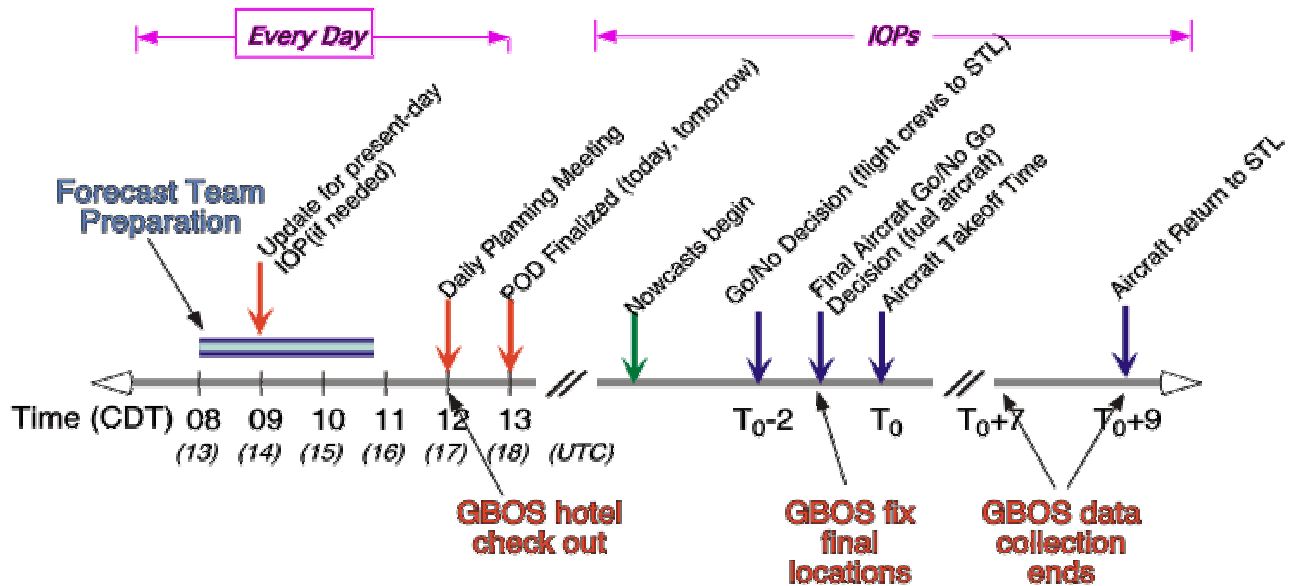 Every Day
IOPs
Forecast Team
Preparation
Update for present-day
IOP(if needed)
Daily Planning Meeting
POD Finalized (today, tomorrow)
Nowcasts begin
Go/No Decision (flight crews to STL)
Final Aircraft Go/No Go
Decision (fuel aircraft)
Aircraft Takeoff Time
Aircraft Return to STL
Time (CDT) 08 09 10 11 12 13 T₀-2 T₀ T₀+7 T₀+9
(13) (14) (15) (16) (17) (18) (UTC)
GBOS hotel
check out
GBOS fix
final
locations
GBOS data
collection
ends